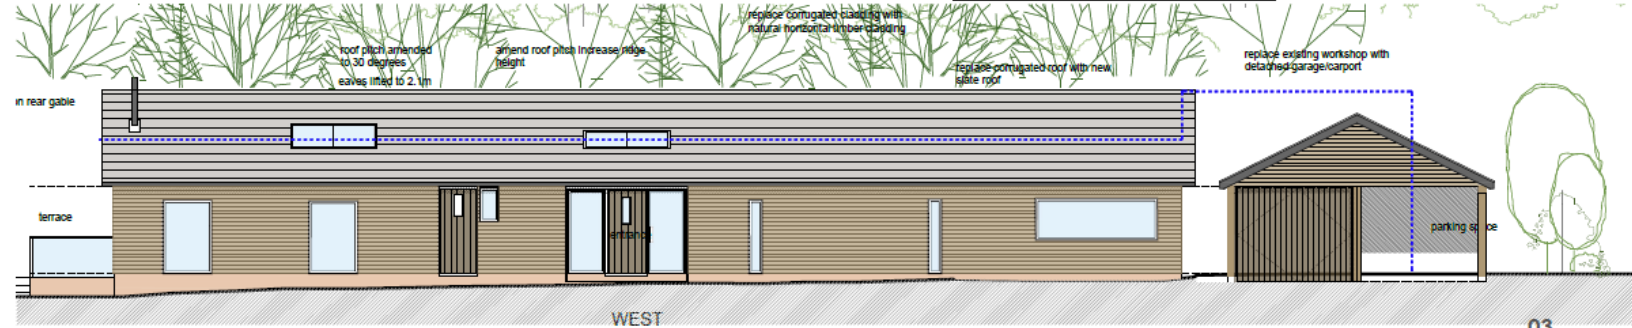 replace corrugated cladding with
natural horizontal timber cladding
roof pitch amended
to 30 degrees
eaves lifted to 2.1m
amend roof pitch increase ridge
height
replace corrugated roof with new
slate roof
replace existing workshop with
detached garage/carport
on rear gable
terrace
entrance
parking space
WEST
03